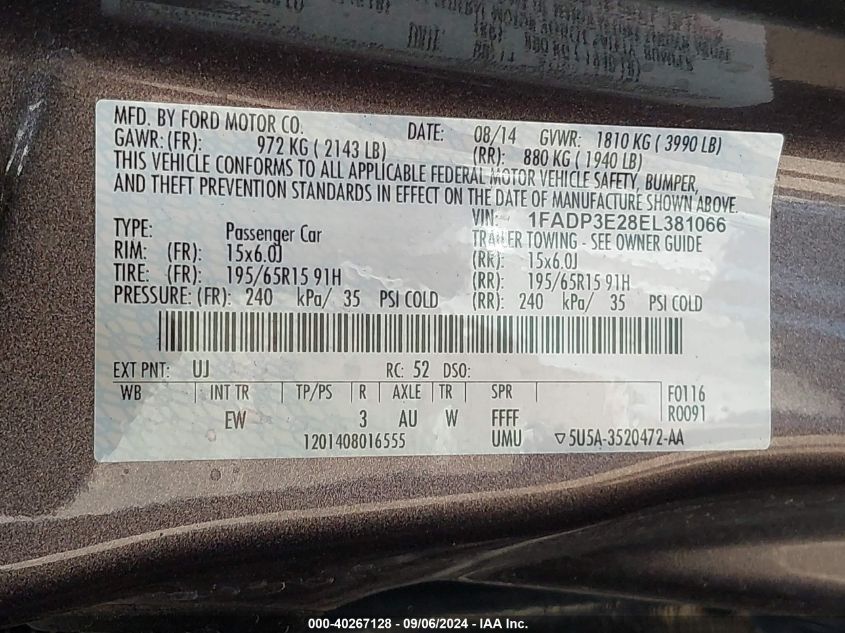 MFD. BY FORD MOTOR CO. DATE: 08/14 GVWR: 1810 KG ( 3990 LB)
GAWR: (FR): 972 KG ( 2143 LB) (RR): 880 KG ( 1940 LB)
THIS VEHICLE CONFORMS TO ALL APPLICABLE FEDERAL MOTOR VEHICLE SAFETY, BUMPER,
AND THEFT PREVENTION STANDARDS IN EFFECT ON THE DATE OF MANUFACTURE SHOWN ABOVE.
VIN: 1FADP3E28EL381066
TYPE: Passenger Car TRAILER TOWING - SEE OWNER GUIDE
RIM: (FR): 15x6.0J (RR): 15x6.0J
TIRE: (FR): 195/65R15 91H (RR): 195/65R15 91H
PRESSURE: (FR): 240 kPa/ 35 PSI COLD (RR): 240 kPa/ 35 PSI COLD
EXT PNT: UJ RC: 52 DSO:
WB INT TR TP/PS R AXLE TR SPR F0116
EW 3 AU W FFFF R0091
1201408016555 UMU ▽5U5A-3520472-AA
000-40267128 - 09/06/2024 - IAA Inc.